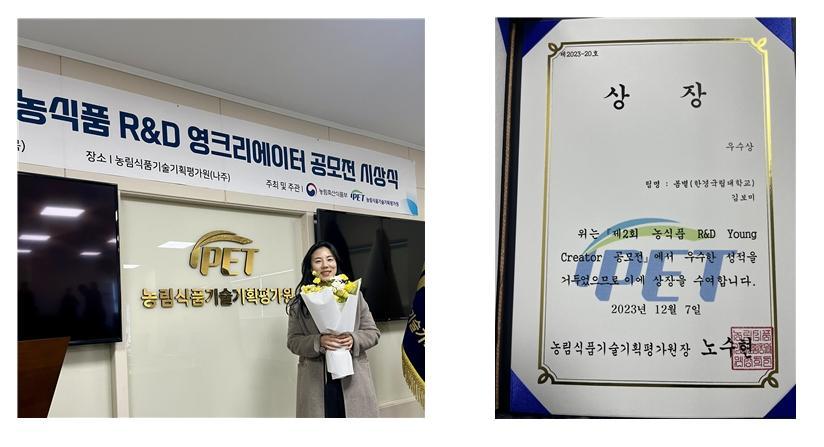 농식품 R&D 영크리에이터 공모전 시상식
장소 | 농림식품기술기획평가원(나주)
주최 및 주관 | 농림축산식품부 iPET 농림식품기술기획평가원
iPET
농림식품기술기획평가원
제2023-20호
상 장
우수상
팀명 : 봄별(한경국립대학교)
김보미
위는 「제2회 농식품 R&D Young
Creator 공모전」에서 우수한 성적을
거두었으므로 이에 상장을 수여합니다.
iPET
2023년 12월 7일
농림식품기술기획평가원장 노수현